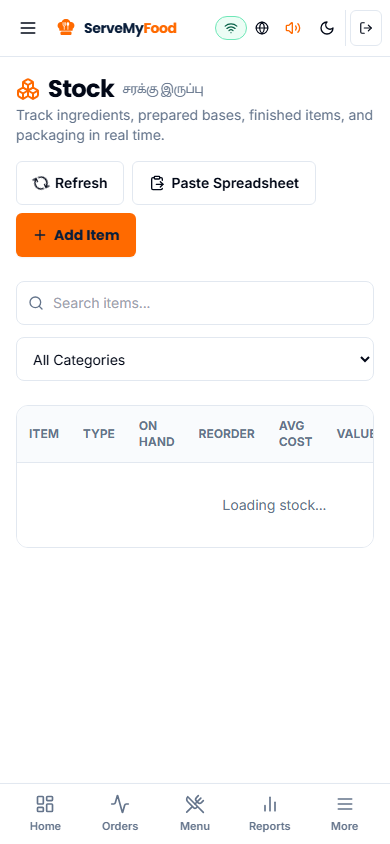 ServeMyFood
Stock சரக்கு இருப்பு
Track ingredients, prepared bases, finished items, and
packaging in real time.
Refresh
Paste Spreadsheet
Add Item
Search items...
All Categories
ITEM TYPE ON HAND REORDER AVG COST VALUE
Loading stock...
Home Orders Menu Reports More